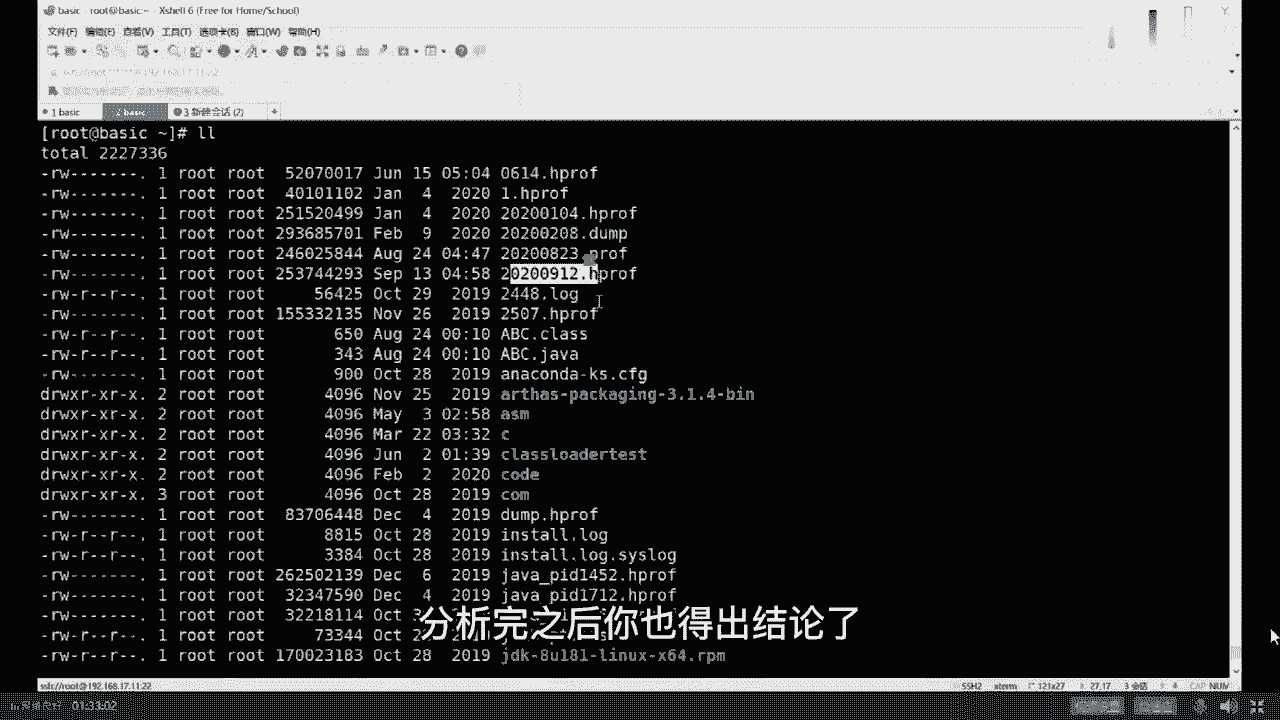 basic - root@basic:~ - Xshell 6 (Free for Home/School)
文件(F) 编辑(E) 查看(V) 工具(T) 选项卡(B) 窗口(W) 帮助(H)
1 basic 2 basic 3 新建会话 (2) +
[root@basic ~]# ll
total 2227336
-rw-------. 1 root root 52070017 Jun 15 05:04 0614.hprof
-rw-------. 1 root root 40101102 Jan 4 2020 1.hprof
-rw-------. 1 root root 251520499 Jan 4 2020 20200104.hprof
-rw-------. 1 root root 293685701 Feb 9 2020 20200208.dump
-rw-------. 1 root root 246025844 Aug 24 04:47 20200823.prof
-rw-------. 1 root root 253744293 Sep 13 04:58 20200912.hprof
-rw-r--r--. 1 root root 56425 Oct 29 2019 2448.log
-rw-------. 1 root root 155332135 Nov 26 2019 2507.hprof
-rw-r--r--. 1 root root 650 Aug 24 00:10 ABC.class
-rw-r--r--. 1 root root 343 Aug 24 00:10 ABC.java
-rw-------. 1 root root 900 Oct 28 2019 anaconda-ks.cfg
drwxr-xr-x. 2 root root 4096 Nov 25 2019 arthas-packaging-3.1.4-bin
drwxr-xr-x. 2 root root 4096 May 3 02:58 asm
drwxr-xr-x. 2 root root 4096 Mar 22 03:32 c
drwxr-xr-x. 2 root root 4096 Jun 2 01:39 classloadertest
drwxr-xr-x. 2 root root 4096 Feb 2 2020 code
drwxr-xr-x. 3 root root 4096 Oct 28 2019 com
-rw-------. 1 root root 83706448 Dec 4 2019 dump.hprof
-rw-r--r--. 1 root root 8815 Oct 28 2019 install.log
-rw-r--r--. 1 root root 3384 Oct 28 2019 install.log.syslog
-rw-------. 1 root root 262502139 Dec 6 2019 java_pid1452.hprof
-rw-------. 1 root root 32347590 Dec 4 2019 java_pid1712.hprof
-rw-------. 1 root root 32218114 Oct
-rw-r--r--. 1 root root 73344 Oct
分析完之后你也得出结论了
-rw-r--r--. 1 root root 170023183 Oct 28 2019 jdk-8u181-linux-x64.rpm
ssh://root@192.168.17.11:22 SSH2 xterm 121x27 27,17 3 会话 CAP NUM
01:33:02